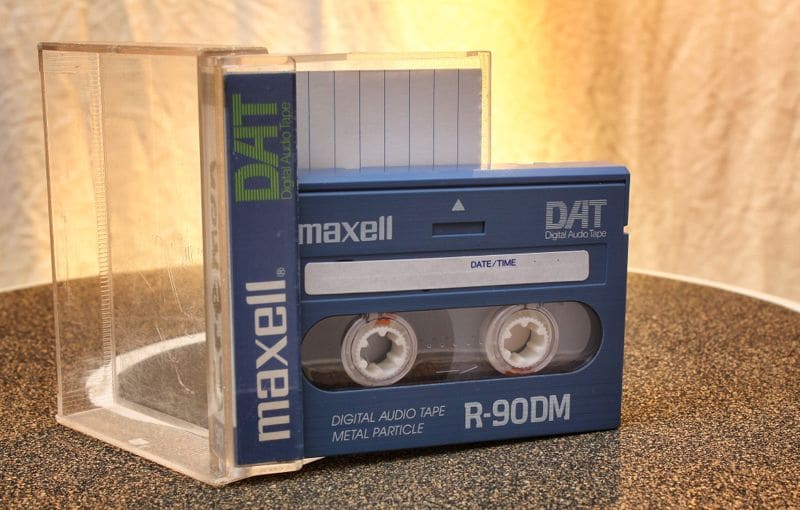 DAT
Digital Audio Tape
maxell®
maxell
DAT
Digital Audio Tape
DATE/TIME
DIGITAL AUDIO TAPE
METAL PARTICLE
R-90DM